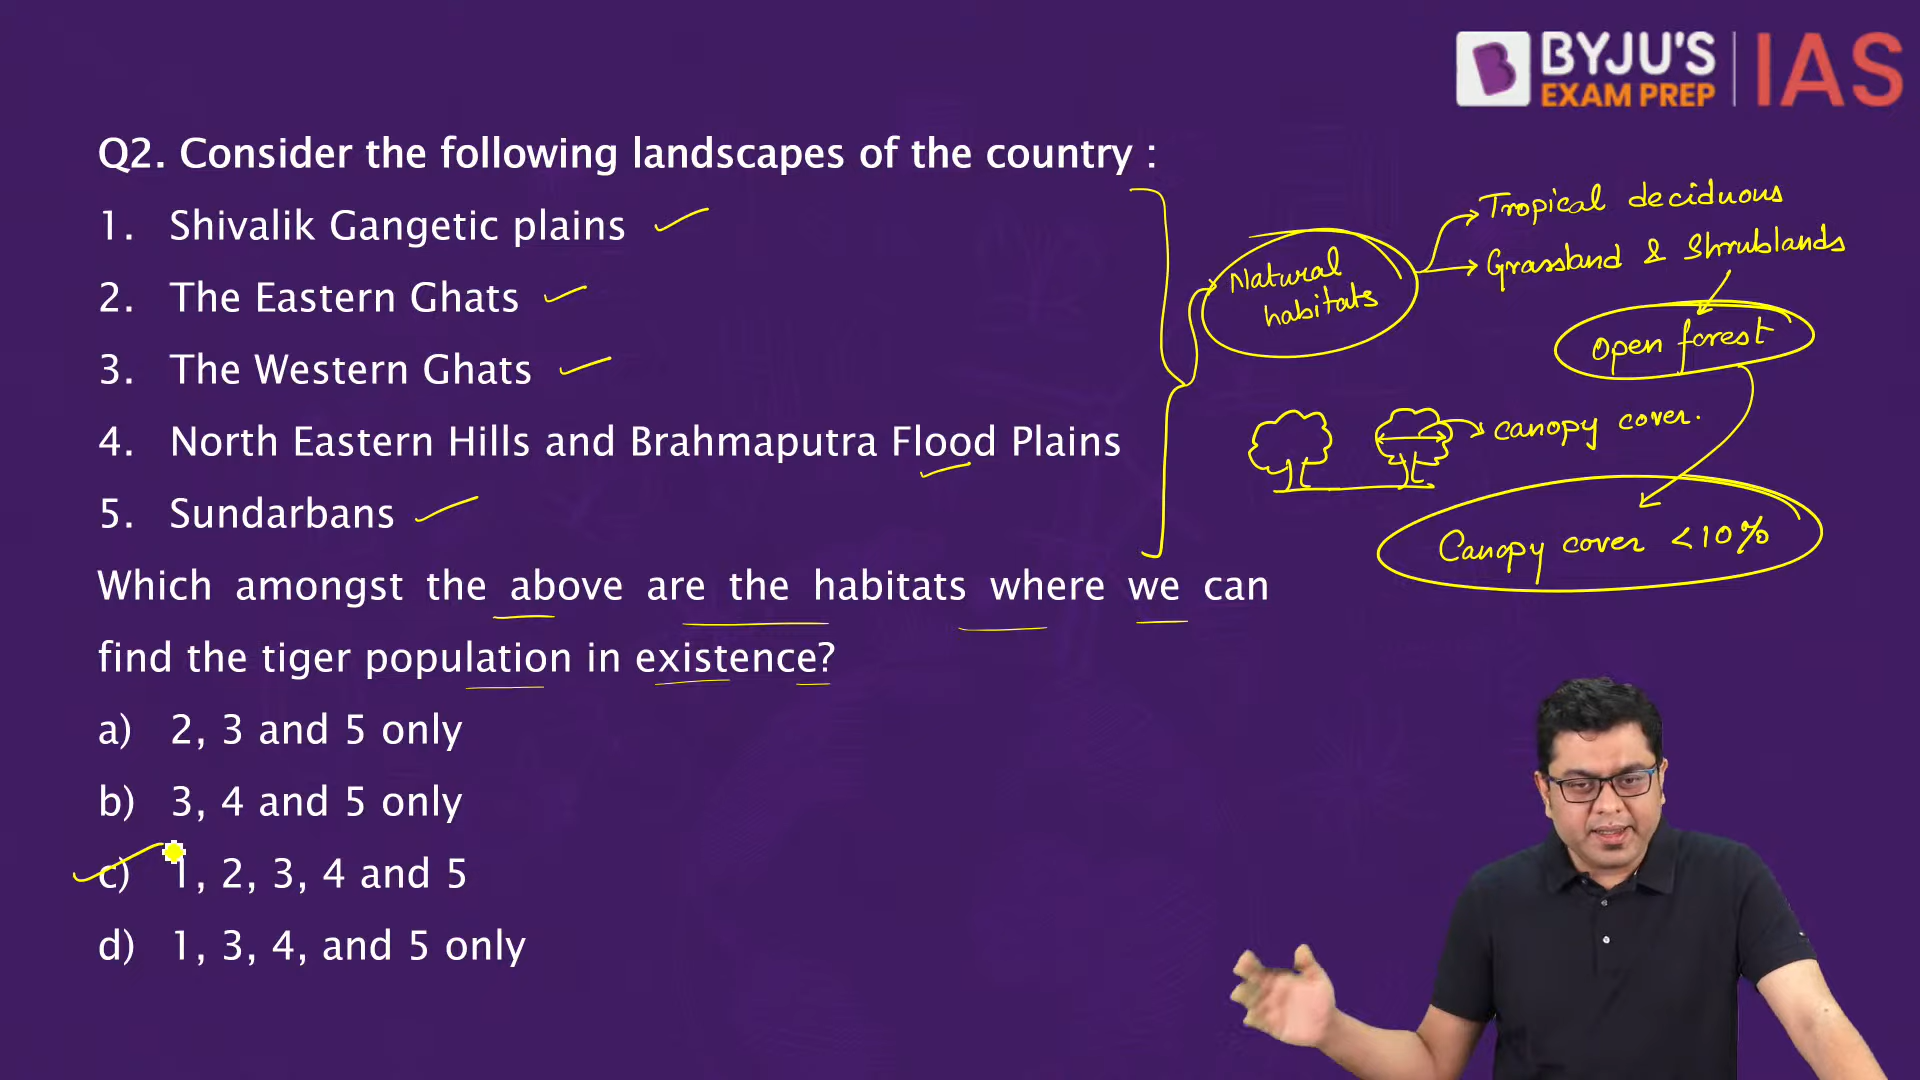 BYJU'S
EXAM PREP
IAS
Q2. Consider the following landscapes of the country :
1. Shivalik Gangetic plains
2. The Eastern Ghats
3. The Western Ghats
4. North Eastern Hills and Brahmaputra Flood Plains
5. Sundarbans
Which amongst the above are the habitats where we can
find the tiger population in existence?
a) 2, 3 and 5 only
b) 3, 4 and 5 only
c) 1, 2, 3, 4 and 5
d) 1, 3, 4, and 5 only
Natural
habitats
Tropical deciduous
Grassland & Shrublands
Open forest
canopy cover.
Canopy cover <10%